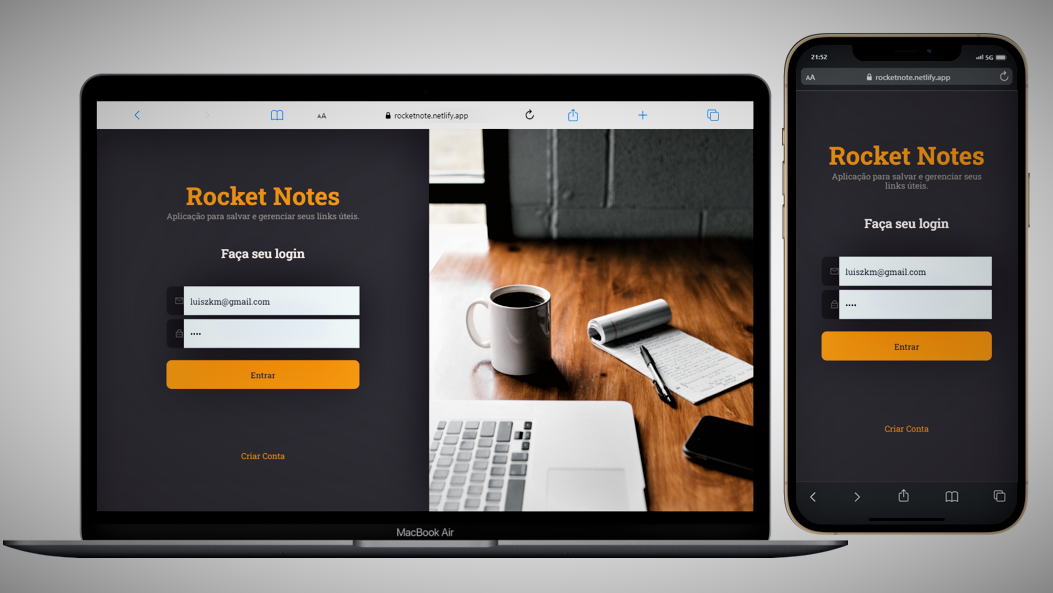 AA
rocketnote.netlify.app
Rocket Notes
Aplicação para salvar e gerenciar seus links úteis.
Faça seu login
luiszkm@gmail.com
••••
Entrar
Criar Conta
MacBook Air
21:52
5G
AA
rocketnote.netlify.app
Rocket Notes
Aplicação para salvar e gerenciar seus
links úteis.
Faça seu login
luiszkm@gmail.com
••••
Entrar
Criar Conta